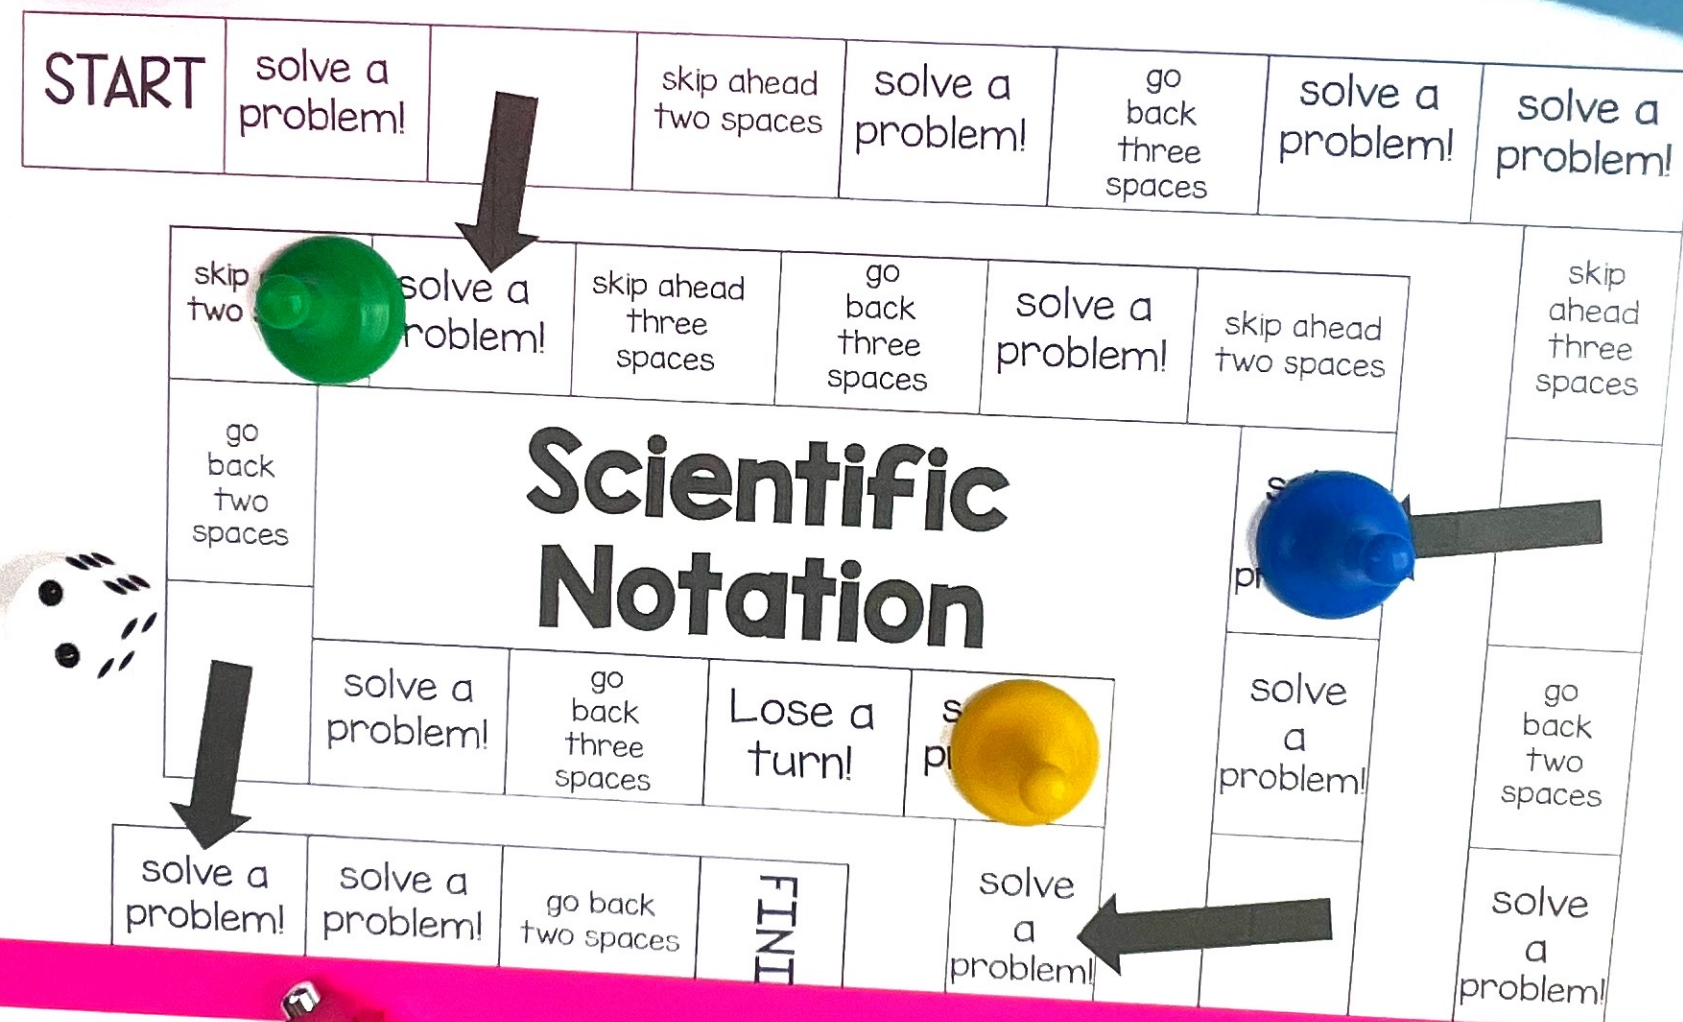 START
solve a
problem!
skip ahead
two spaces
solve a
problem!
go
back
three
spaces
solve a
problem!
solve a
problem!
skip
two
solve a
roblem!
skip ahead
three
spaces
go
back
three
spaces
solve a
problem!
skip ahead
two spaces
skip
ahead
three
spaces
go
back
two
spaces
Scientific
Notation
solve a
problem!
go
back
three
spaces
Lose a
turn!
solve
a
problem!
go
back
two
spaces
solve a
problem!
solve a
problem!
go back
two spaces
FINI
solve
a
problem!
solve
a
problem!